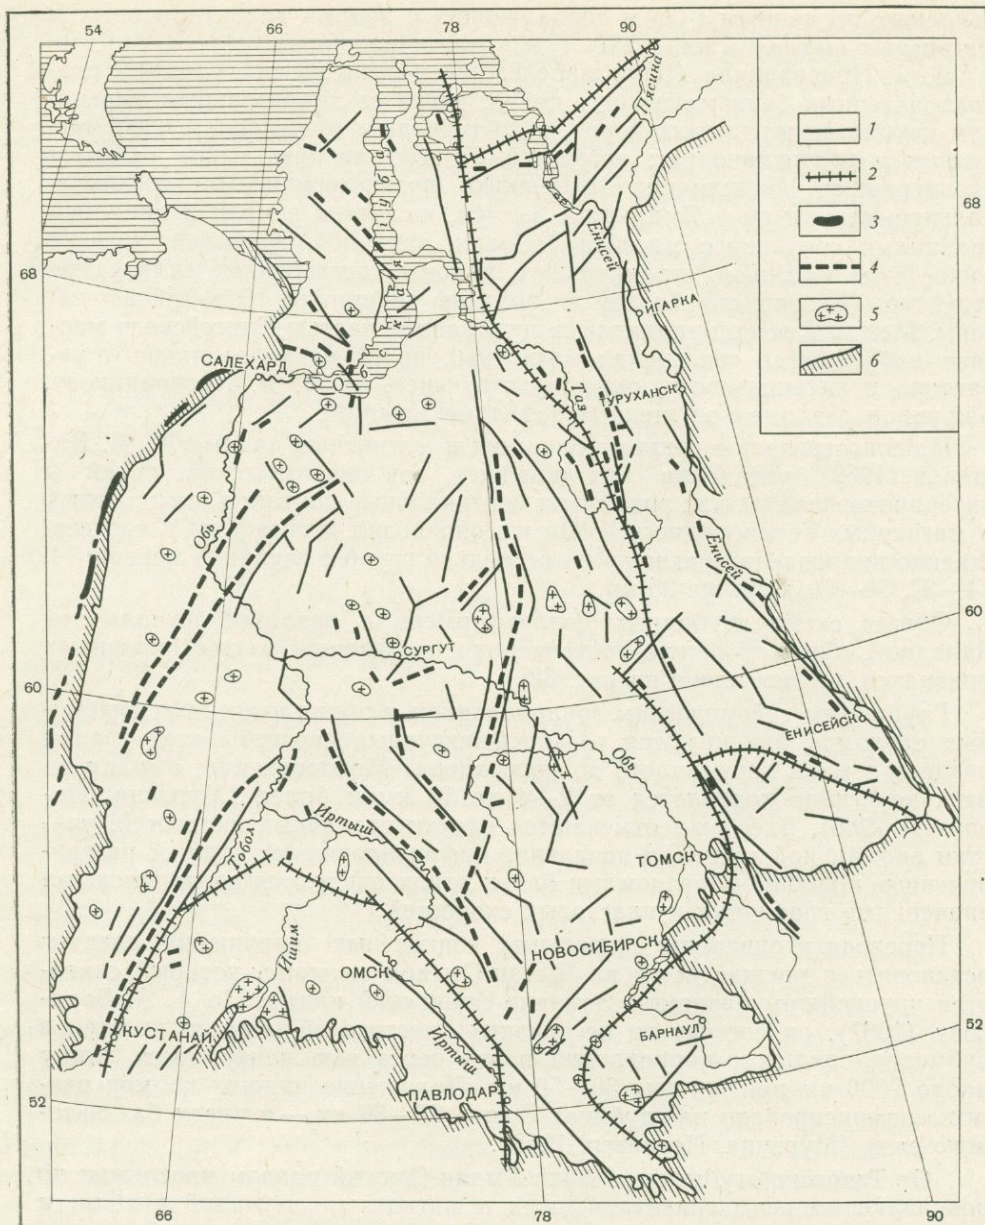 54
66
78
90
Пясина
1
2
3
4
5
6
68
68
Обская губа
Енисей
ИГАРКА
САЛЕХАРД
Таз
ТУРУХАНСК
Обь
Енисей
60
60
СУРГУТ
ЕНИСЕЙСК
Обь
Тобол
Иртыш
ТОМСК
НОВОСИБИРСК
Ишим
ОМСК
КУСТАНАЙ
БАРНАУЛ
52
Иртыш
ПАВЛОДАР
52
66
78
90